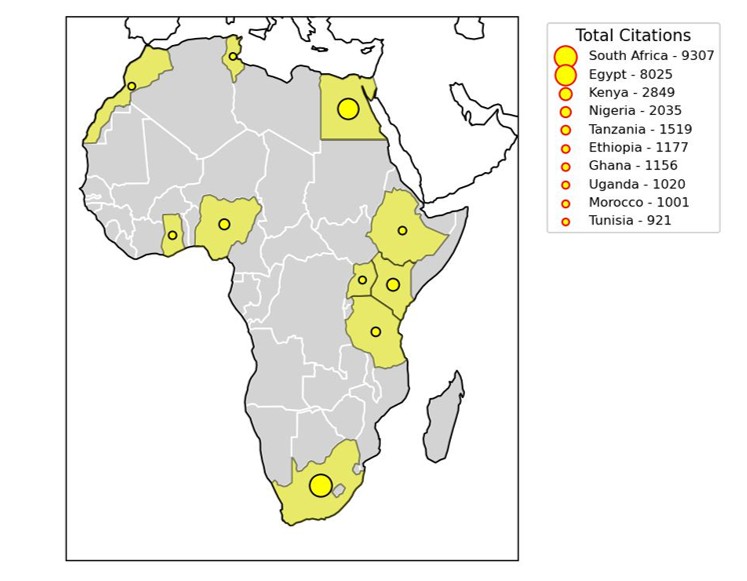 Total Citations
South Africa - 9307
Egypt - 8025
Kenya - 2849
Nigeria - 2035
Tanzania - 1519
Ethiopia - 1177
Ghana - 1156
Uganda - 1020
Morocco - 1001
Tunisia - 921